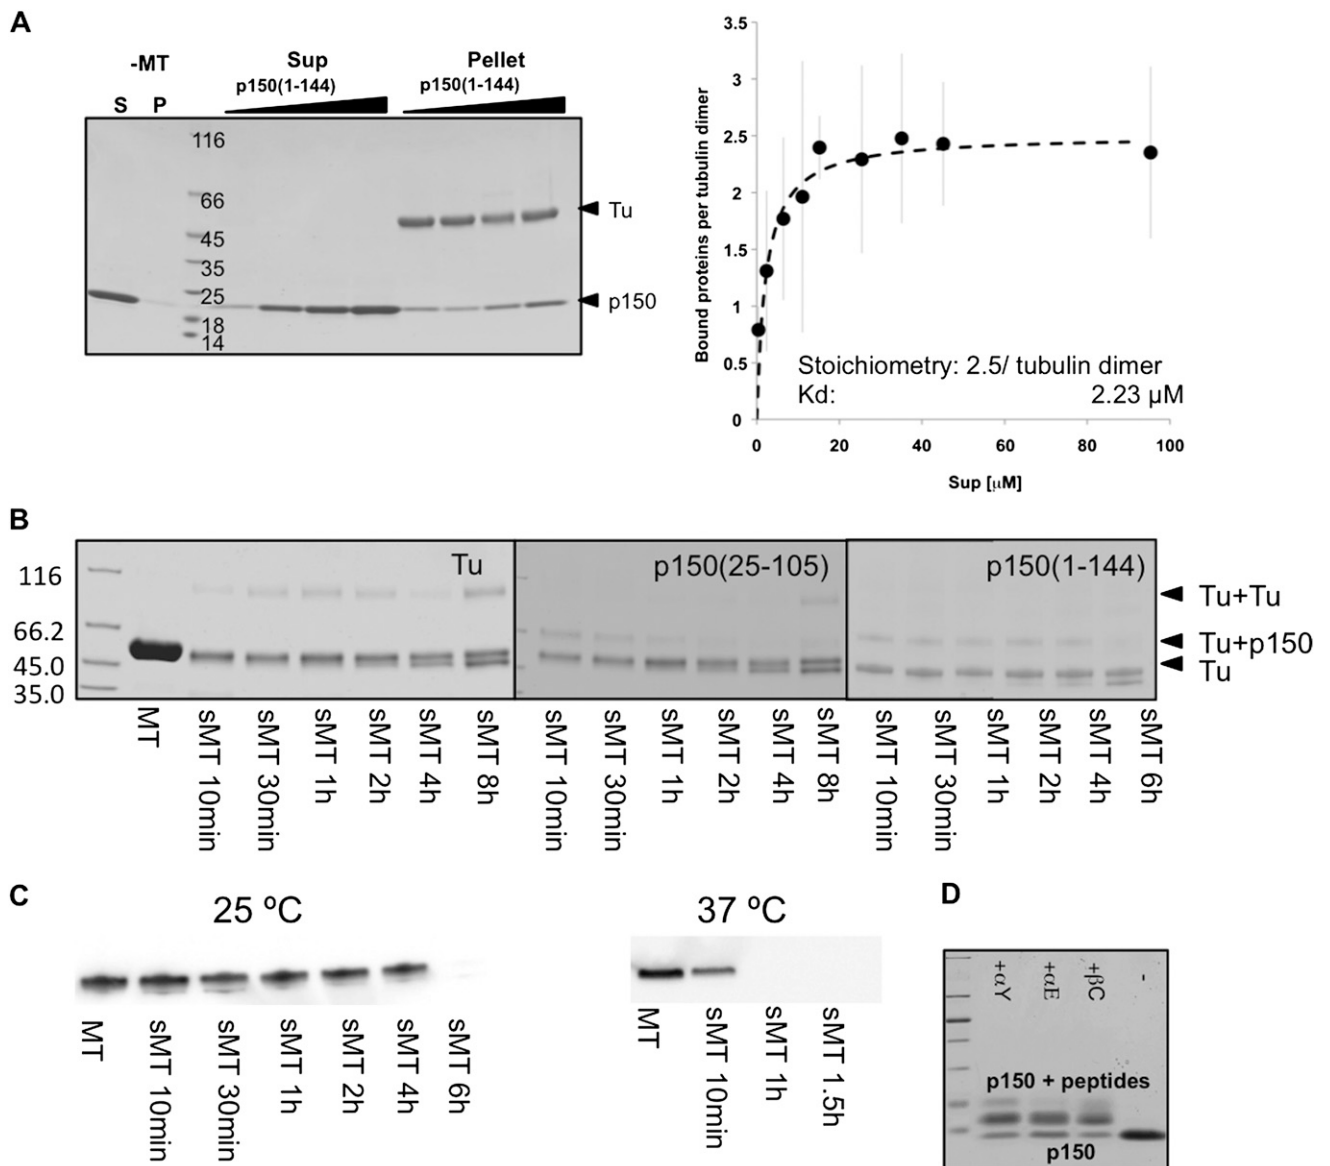 A
-MT
Sup
Pellet
p150(1-144)
p150(1-144)
S P
116
66
45
35
25
18
14
Tu
p150
3.5
3
2.5
2
1.5
1
0.5
0
Bound proteins per tubulin dimer
Stoichiometry: 2.5/ tubulin dimer
Kd: 2.23 µM
0 20 40 60 80 100
Sup [µM]
B
116
66.2
45.0
35.0
Tu
p150(25-105)
p150(1-144)
Tu+Tu
Tu+p150
Tu
MT
sMT 10min
sMT 30min
sMT 1h
sMT 2h
sMT 4h
sMT 8h
sMT 10min
sMT 30min
sMT 1h
sMT 2h
sMT 4h
sMT 8h
sMT 10min
sMT 30min
sMT 1h
sMT 2h
sMT 4h
sMT 6h
C
25 ºC
MT
sMT 10min
sMT 30min
sMT 1h
sMT 2h
sMT 4h
sMT 6h
37 ºC
MT
sMT 10min
sMT 1h
sMT 1.5h
D
+αY
+αE
+βC
-
p150 + peptides
p150